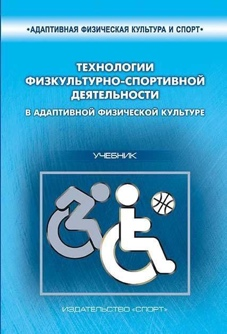 •АДАПТИВНАЯ ФИЗИЧЕСКАЯ КУЛЬТУРА И СПОРТ•
ТЕХНОЛОГИИ
ФИЗКУЛЬТУРНО-СПОРТИВНОЙ
ДЕЯТЕЛЬНОСТИ
В АДАПТИВНОЙ ФИЗИЧЕСКОЙ КУЛЬТУРЕ
УЧЕБНИК
ИЗДАТЕЛЬСТВО «СПОРТ»